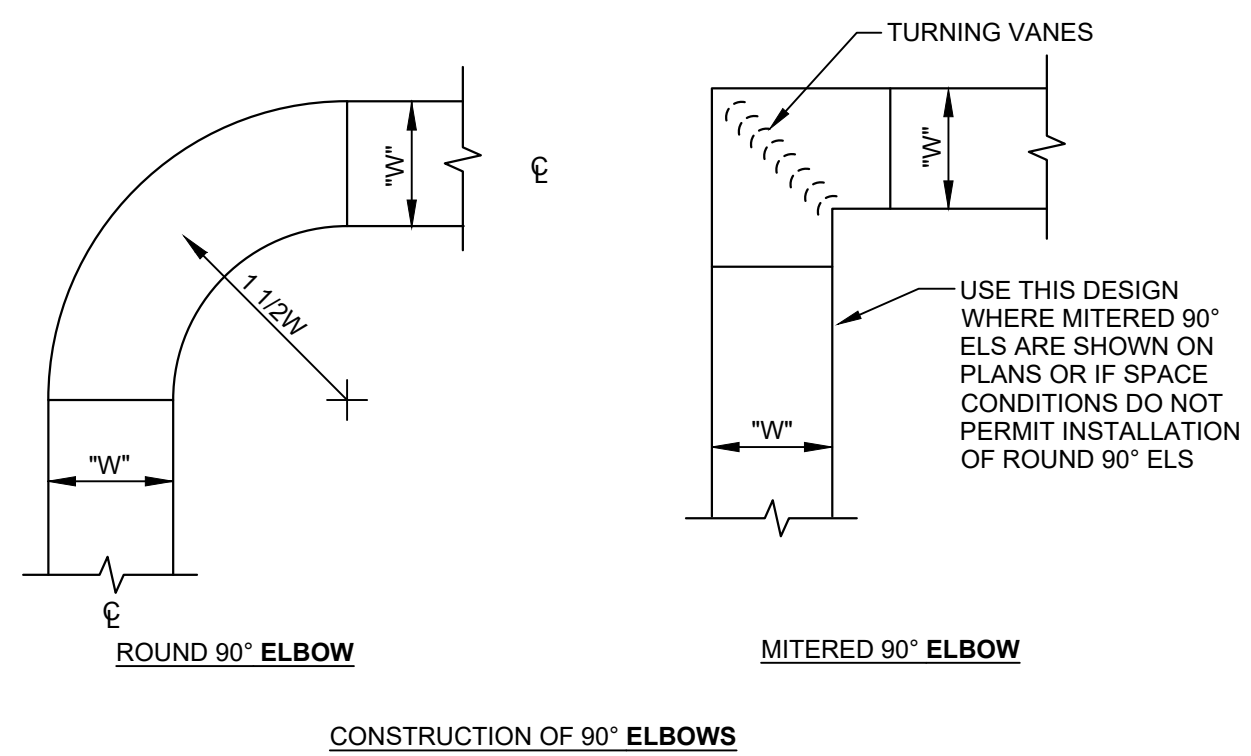 TURNING VANES
"W"
℄
1 1/2W
"W"
℄
ROUND 90° ELBOW
"W"
USE THIS DESIGN
WHERE MITERED 90°
ELS ARE SHOWN ON
PLANS OR IF SPACE
CONDITIONS DO NOT
PERMIT INSTALLATION
OF ROUND 90° ELS
"W"
MITERED 90° ELBOW
CONSTRUCTION OF 90° ELBOWS